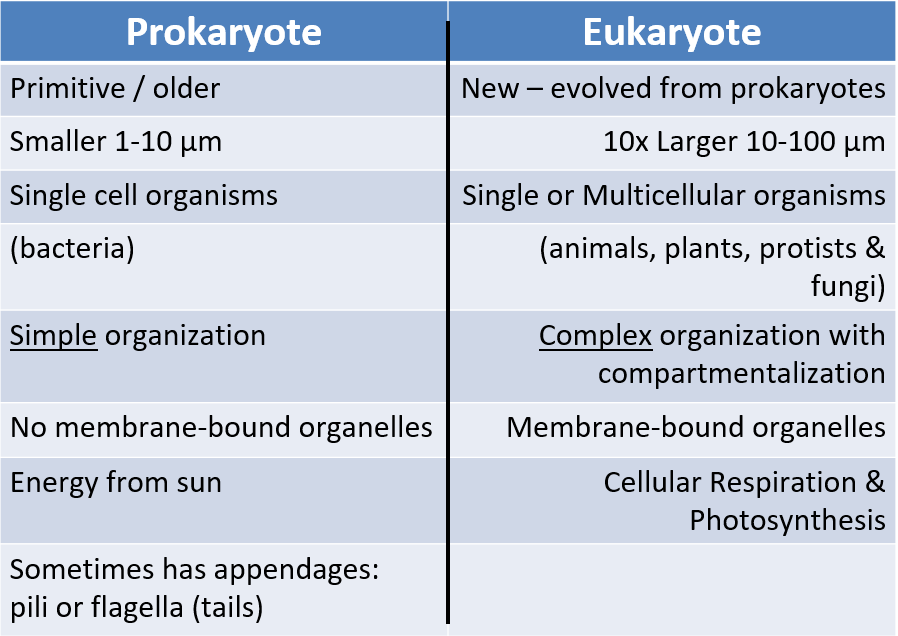 Prokaryote Eukaryote
Primitive / older New – evolved from prokaryotes
Smaller 1-10 µm 10x Larger 10-100 µm
Single cell organisms Single or Multicellular organisms
(bacteria) (animals, plants, protists &
fungi)
Simple organization Complex organization with
compartmentalization
No membrane-bound organelles Membrane-bound organelles
Energy from sun Cellular Respiration &
Photosynthesis
Sometimes has appendages:
pili or flagella (tails)